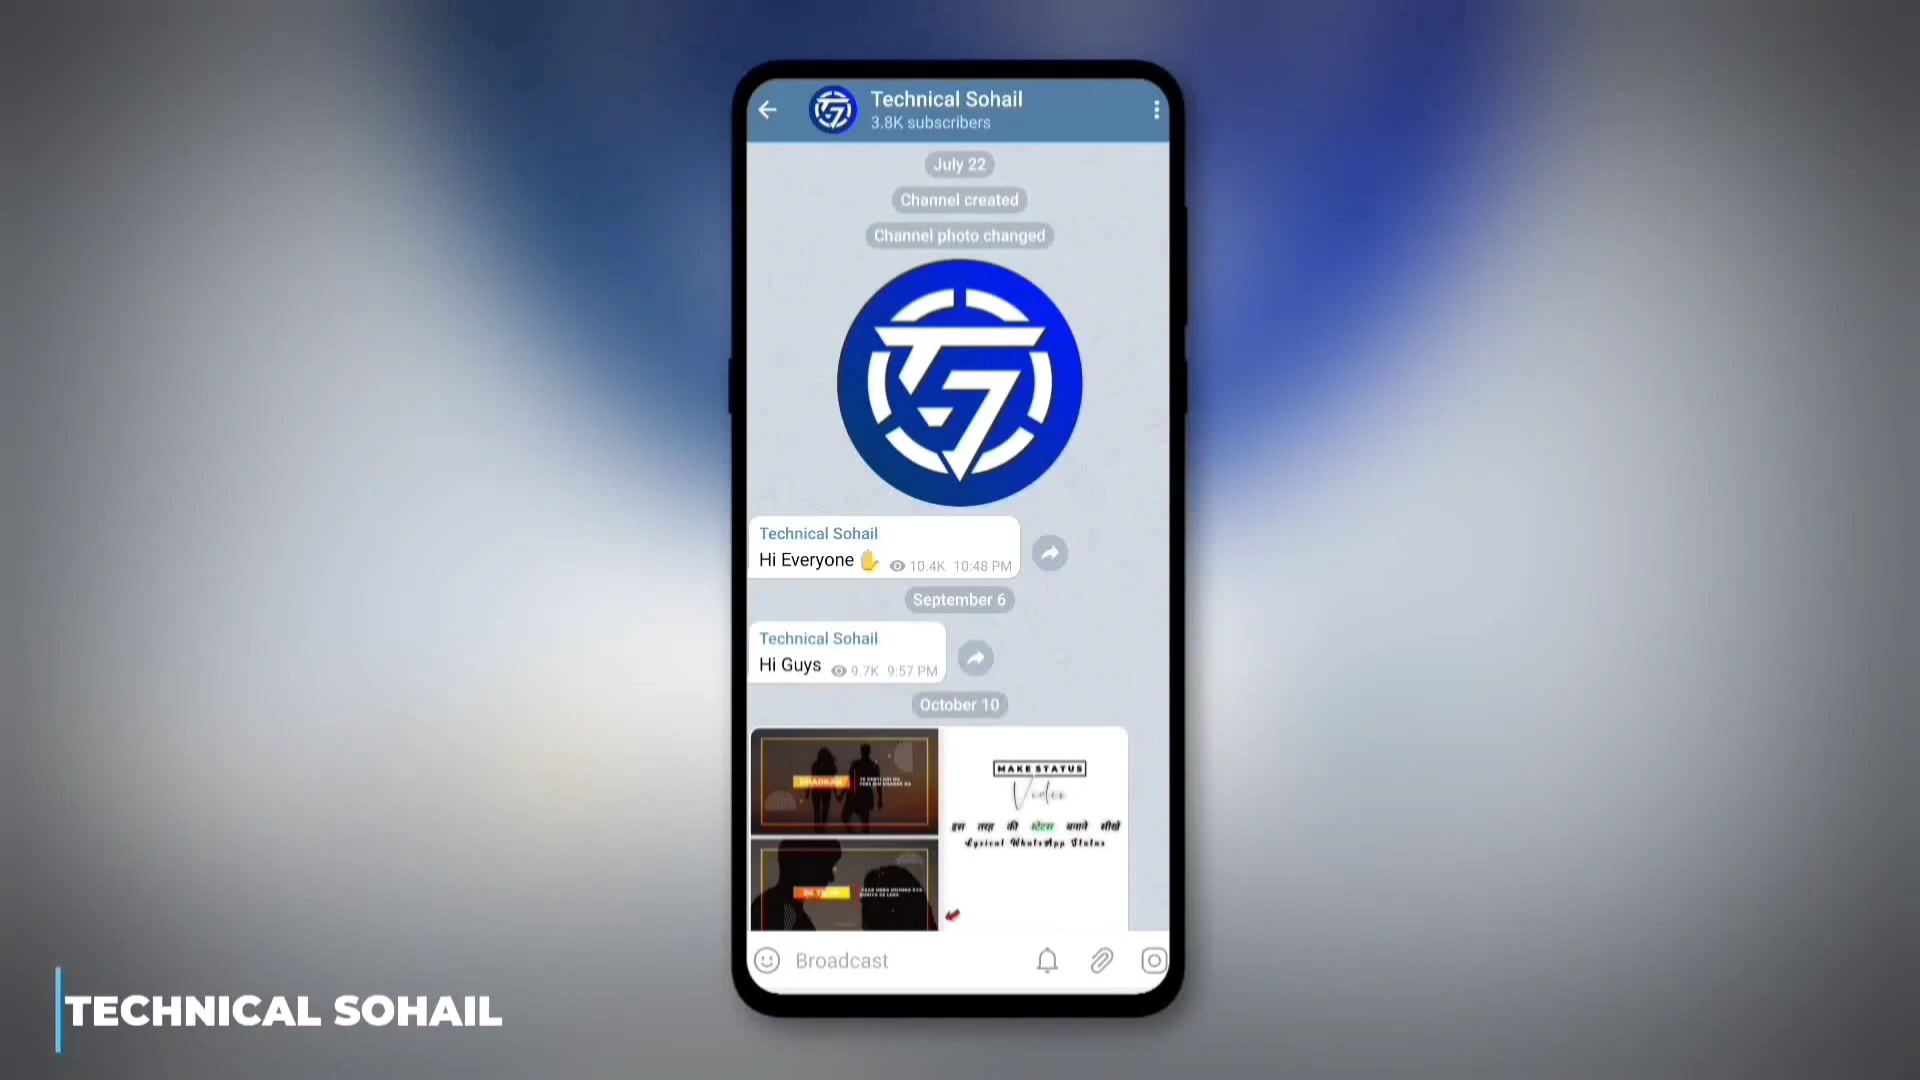 Technical Sohail
3.8K subscribers
July 22
Channel created
Channel photo changed
Technical Sohail
Hi Everyone ✋ 10.4K 10:48 PM
September 6
Technical Sohail
Hi Guys 9.7K 9:57 PM
October 10
DHADKAN
MAKE STATUS
Video
इस तरह की स्टेटस बनाने सीखें
Lyrical WhatsApp Status
Broadcast
TECHNICAL SOHAIL